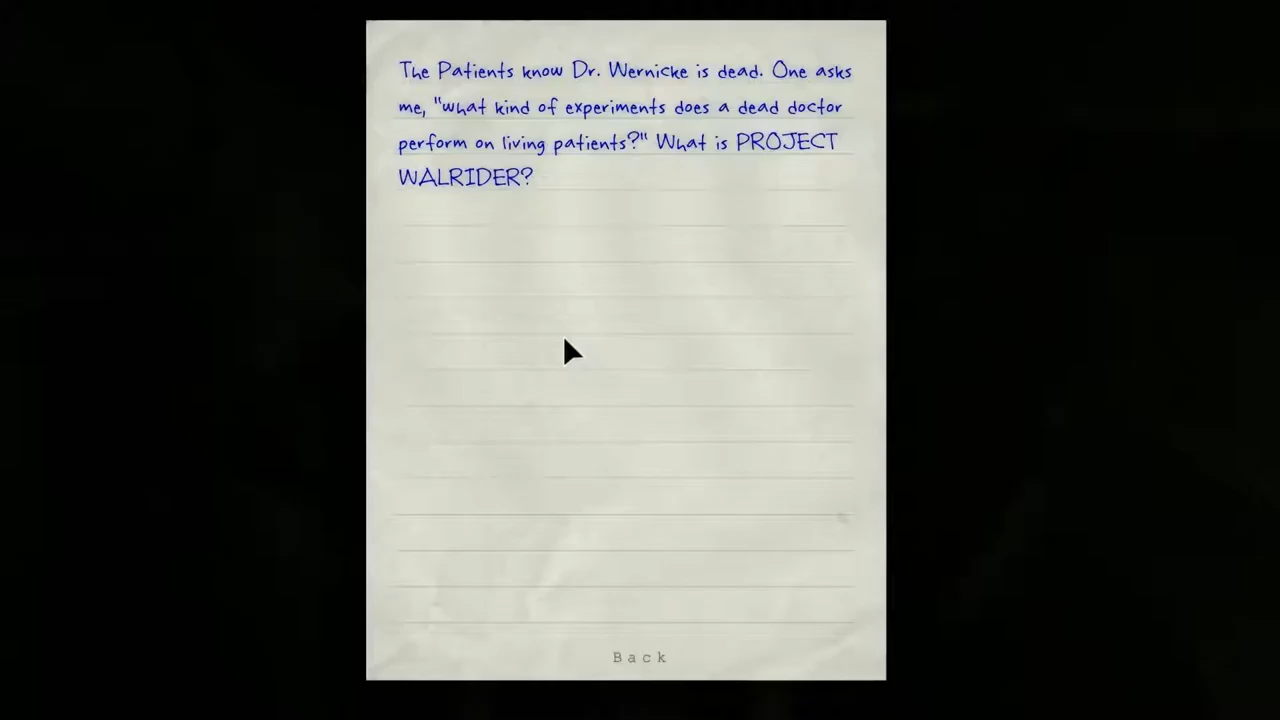 The Patients know Dr. Wernicke is dead. One asks
me, "what kind of experiments does a dead doctor
perform on living patients?" What is PROJECT
WALRIDER?
Back